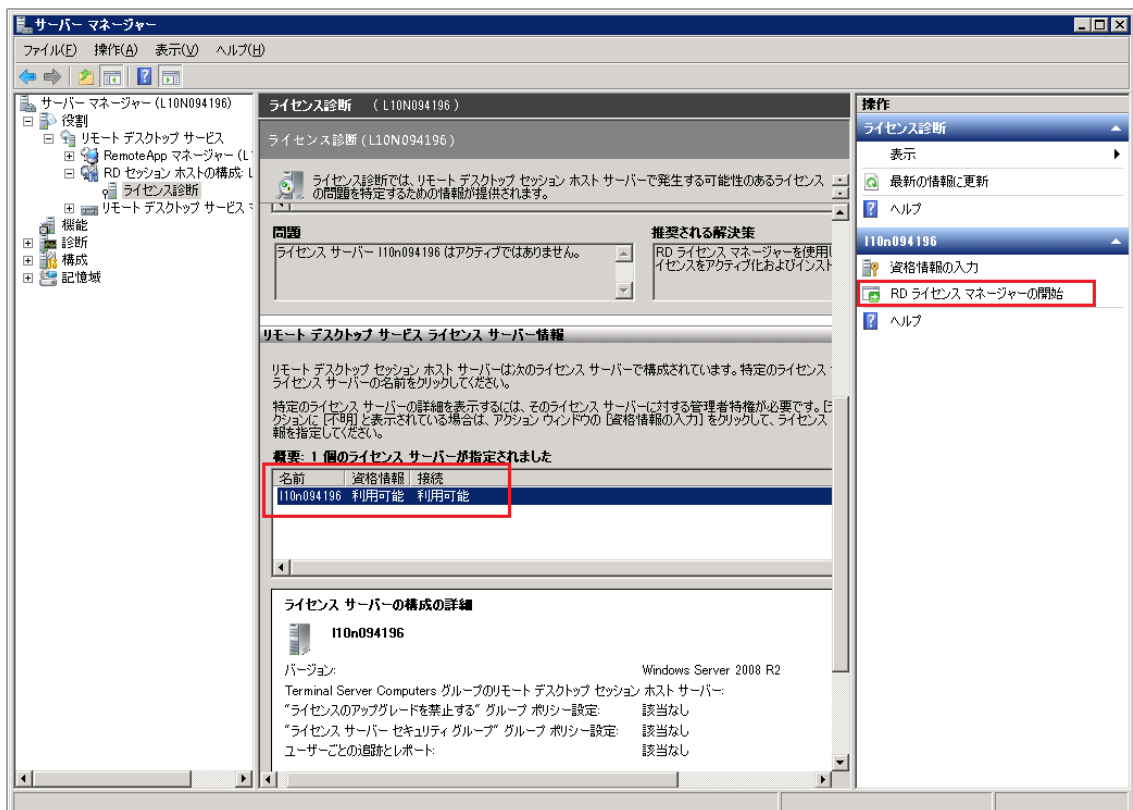 サーバー マネージャー
ファイル(F) 操作(A) 表示(V) ヘルプ(H)
サーバー マネージャー (L10N094196)
役割
リモート デスクトップ サービス
RemoteApp マネージャー (L
RD セッション ホストの構成: L
ライセンス診断
リモート デスクトップ サービス
機能
診断
構成
記憶域
ライセンス診断 (L10N094196)
ライセンス診断(L10N094196)
ライセンス診断では、リモート デスクトップ セッション ホスト サーバーで発生する可能性のあるライセンス
の問題を特定するための情報が提供されます。
問題
ライセンス サーバー l10n094196 はアクティブではありません。
推奨される解決策
RD ライセンス マネージャーを使用
イセンスをアクティブ化およびインスト
リモート デスクトップ サービス ライセンス サーバー情報
リモート デスクトップ セッション ホスト サーバーは次のライセンス サーバーで構成されています。特定のライセンス
ライセンス サーバーの名前をクリックしてください。
特定のライセンス サーバーの詳細を表示するには、そのライセンス サーバーに対する管理者特権が必要です。
クションに [不明] と表示されている場合は、アクション ウィンドウの [資格情報の入力] をクリックして、ライセンス
報を指定してください。
概要: 1 個のライセンス サーバーが指定されました
名前 資格情報 接続
l10n094196 利用可能 利用可能
ライセンス サーバーの構成の詳細
l10n094196
バージョン: Windows Server 2008 R2
Terminal Server Computers グループのリモート デスクトップ セッション ホスト サーバー:
"ライセンスのアップグレードを禁止する" グループ ポリシー設定: 該当なし
"ライセンス サーバー セキュリティ グループ" グループ ポリシー設定: 該当なし
ユーザーごとの追跡とレポート: 該当なし
操作
ライセンス診断
表示
最新の情報に更新
ヘルプ
l10n094196
資格情報の入力
RD ライセンス マネージャーの開始
ヘルプ